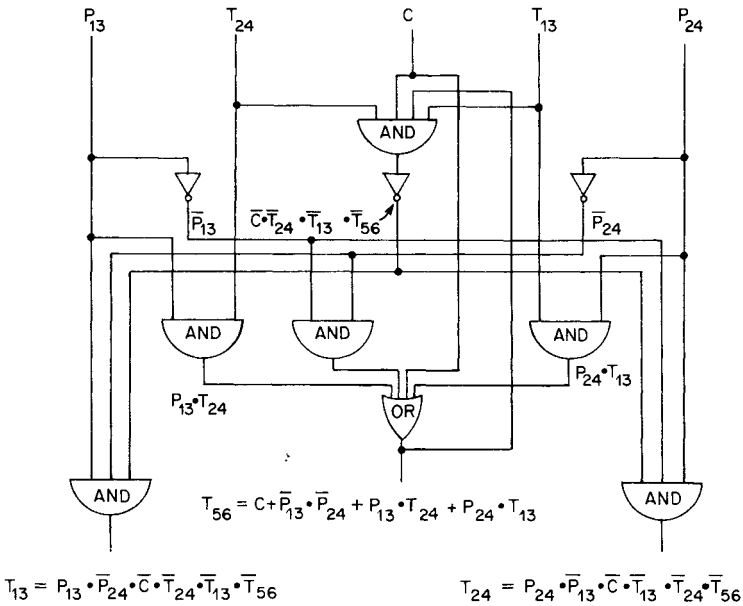 P₁₃ T₂₄ C T₁₃ P₂₄
AND
P̅₁₃ C̅•T̅₂₄•T̅₁₃•T̅₅₆ P̅₂₄
AND AND AND
P₁₃•T₂₄ OR P₂₄•T₁₃
AND AND
T₅₆ = C+P̅₁₃•P̅₂₄+P₁₃•T₂₄+P₂₄•T₁₃
T₁₃ = P₁₃•P̅₂₄•C̅•T̅₂₄•T̅₁₃•T̅₅₆
T₂₄ = P₂₄•P̅₁₃•C̅•T̅₁₃•T̅₂₄•T̅₅₆